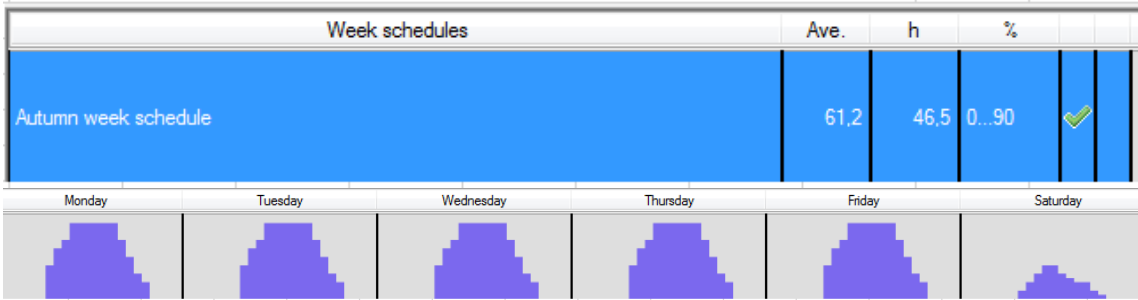 Week schedules Ave. h %
Autumn week schedule 61,2 46,5 0...90
Monday Tuesday Wednesday Thursday Friday Saturday